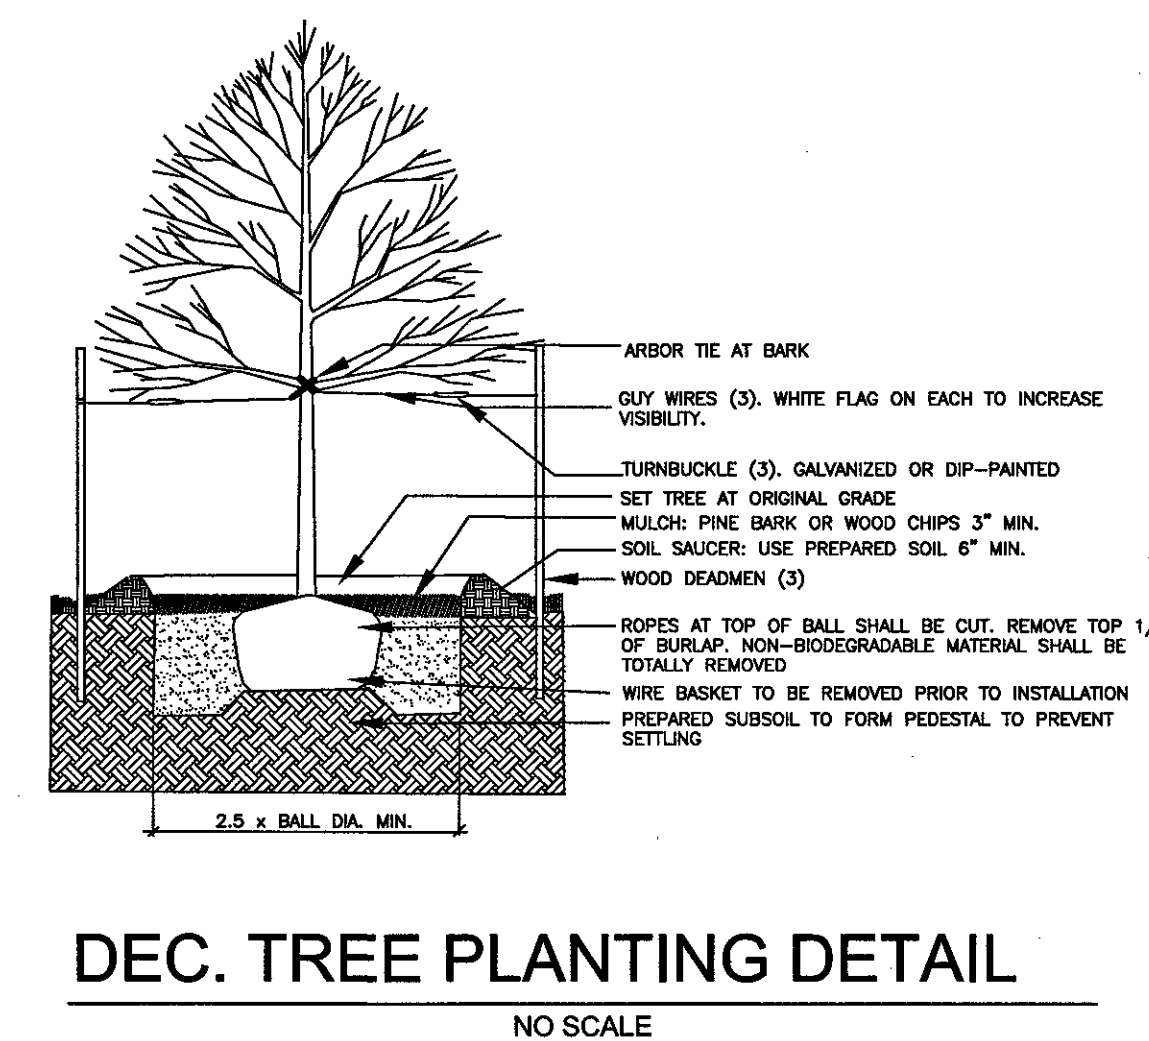 ARBOR TIE AT BARK
GUY WIRES (3). WHITE FLAG ON EACH TO INCREASE
VISIBILITY.
TURNBUCKLE (3). GALVANIZED OR DIP-PAINTED
SET TREE AT ORIGINAL GRADE
MULCH: PINE BARK OR WOOD CHIPS 3" MIN.
SOIL SAUCER: USE PREPARED SOIL 6" MIN.
WOOD DEADMEN (3)
ROPES AT TOP OF BALL SHALL BE CUT. REMOVE TOP
OF BURLAP. NON-BIODEGRADABLE MATERIAL SHALL BE
TOTALLY REMOVED
WIRE BASKET TO BE REMOVED PRIOR TO INSTALLATION
PREPARED SUBSOIL TO FORM PEDESTAL TO PREVENT
SETTLING
2.5 x BALL DIA. MIN.
DEC. TREE PLANTING DETAIL
NO SCALE